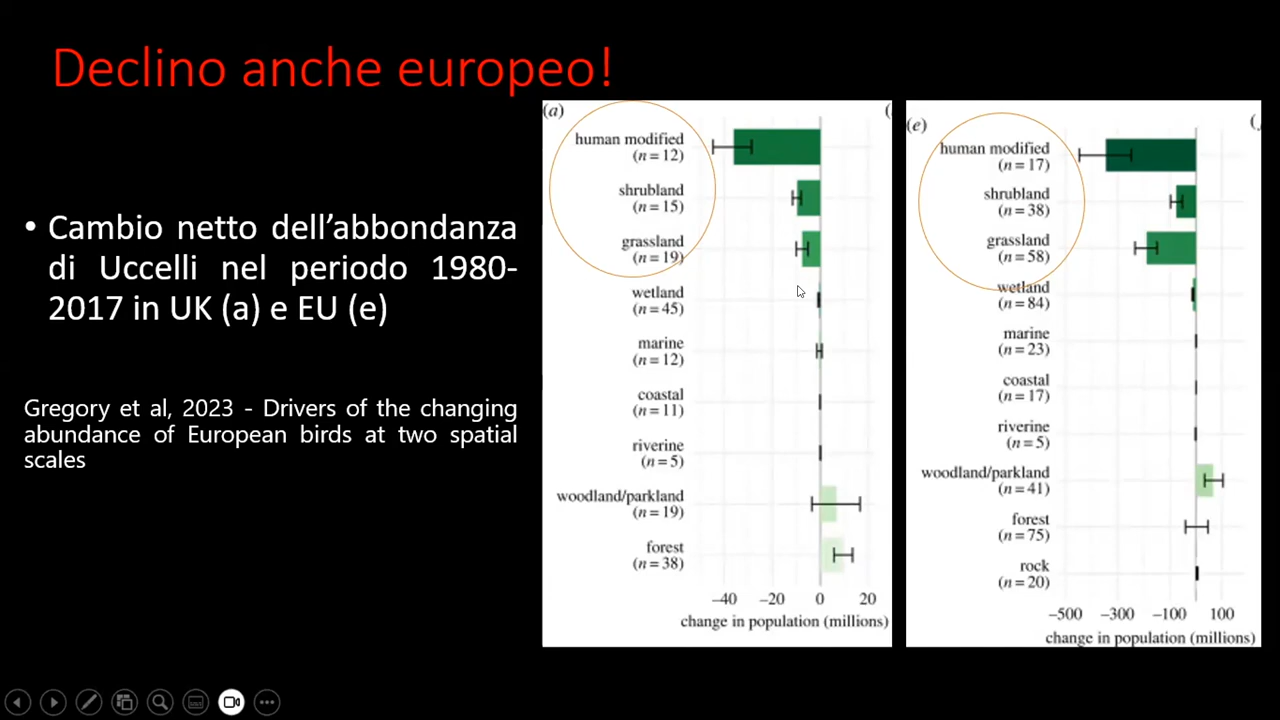 Declino anche europeo!
• Cambio netto dell’abbondanza
di Uccelli nel periodo 1980-
2017 in UK (a) e EU (e)
Gregory et al, 2023 - Drivers of the changing
abundance of European birds at two spatial
scales
(a)
human modified
(n = 12)
shrubland
(n = 15)
grassland
(n = 19)
wetland
(n = 45)
marine
(n = 12)
coastal
(n = 11)
riverine
(n = 5)
woodland/parkland
(n = 19)
forest
(n = 38)
–40 –20 0 20
change in population (millions)
(e)
human modified
(n = 17)
shrubland
(n = 38)
grassland
(n = 58)
wetland
(n = 84)
marine
(n = 23)
coastal
(n = 17)
riverine
(n = 5)
woodland/parkland
(n = 41)
forest
(n = 75)
rock
(n = 20)
–500 –300 –100 100
change in population (millions)